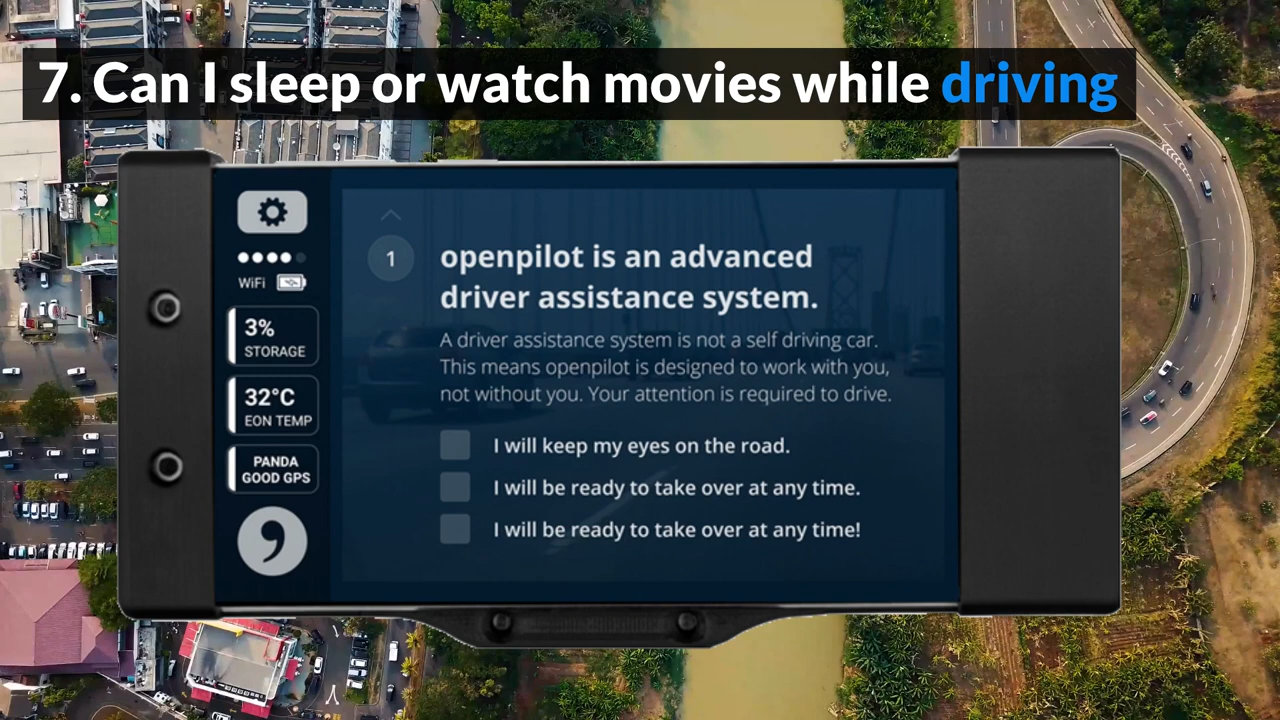 7. Can I sleep or watch movies while driving
WiFi
3%
STORAGE
32°C
EON TEMP
PANDA
GOOD GPS
1
openpilot is an advanced
driver assistance system.
A driver assistance system is not a self driving car.
This means openpilot is designed to work with you,
not without you. Your attention is required to drive.
I will keep my eyes on the road.
I will be ready to take over at any time.
I will be ready to take over at any time!